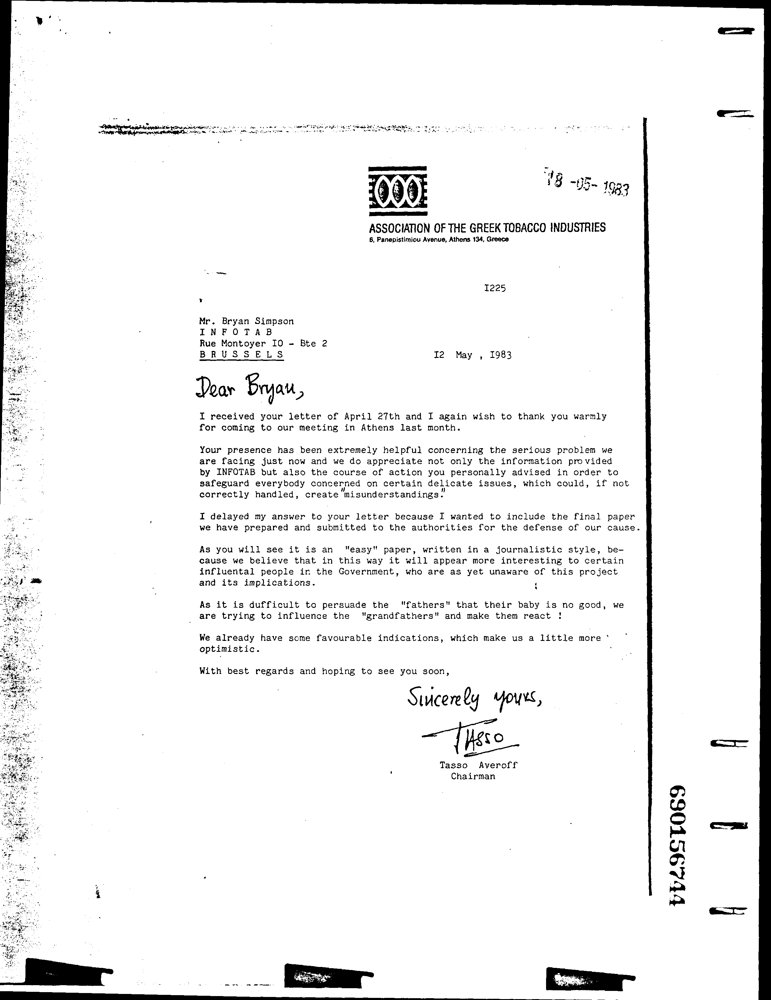 18-05-1983
ASSOCIATION OF THE GREEK TOBACCO INDUSTRIES
6, Panepistimiou Avenue, Athens 134, Greece
I225
Mr. Bryan Simpson
I N F O T A B
Rue Montoyer IO - Bte 2
B R U S S E L S
I2 May , I983
Dear Bryan,
I received your letter of April 27th and I again wish to thank you warmly
for coming to our meeting in Athens last month.
Your presence has been extremely helpful concerning the serious problem we
are facing just now and we do appreciate not only the information provided
by INFOTAB but also the course of action you personally advised in order to
safeguard everybody concerned on certain delicate issues, which could, if not
correctly handled, create "misunderstandings."
I delayed my answer to your letter because I wanted to include the final paper
we have prepared and submitted to the authorities for the defense of our cause.
As you will see it is an "easy" paper, written in a journalistic style, be-
cause we believe that in this way it will appear more interesting to certain
influental people in the Government, who are as yet unaware of this project
and its implications.
As it is dufficult to persuade the "fathers" that their baby is no good, we
are trying to influence the "grandfathers" and make them react !
We already have some favourable indications, which make us a little more
optimistic.
With best regards and hoping to see you soon,
Sincerely yours,
Tasso
Tasso Averoff
Chairman
690156744